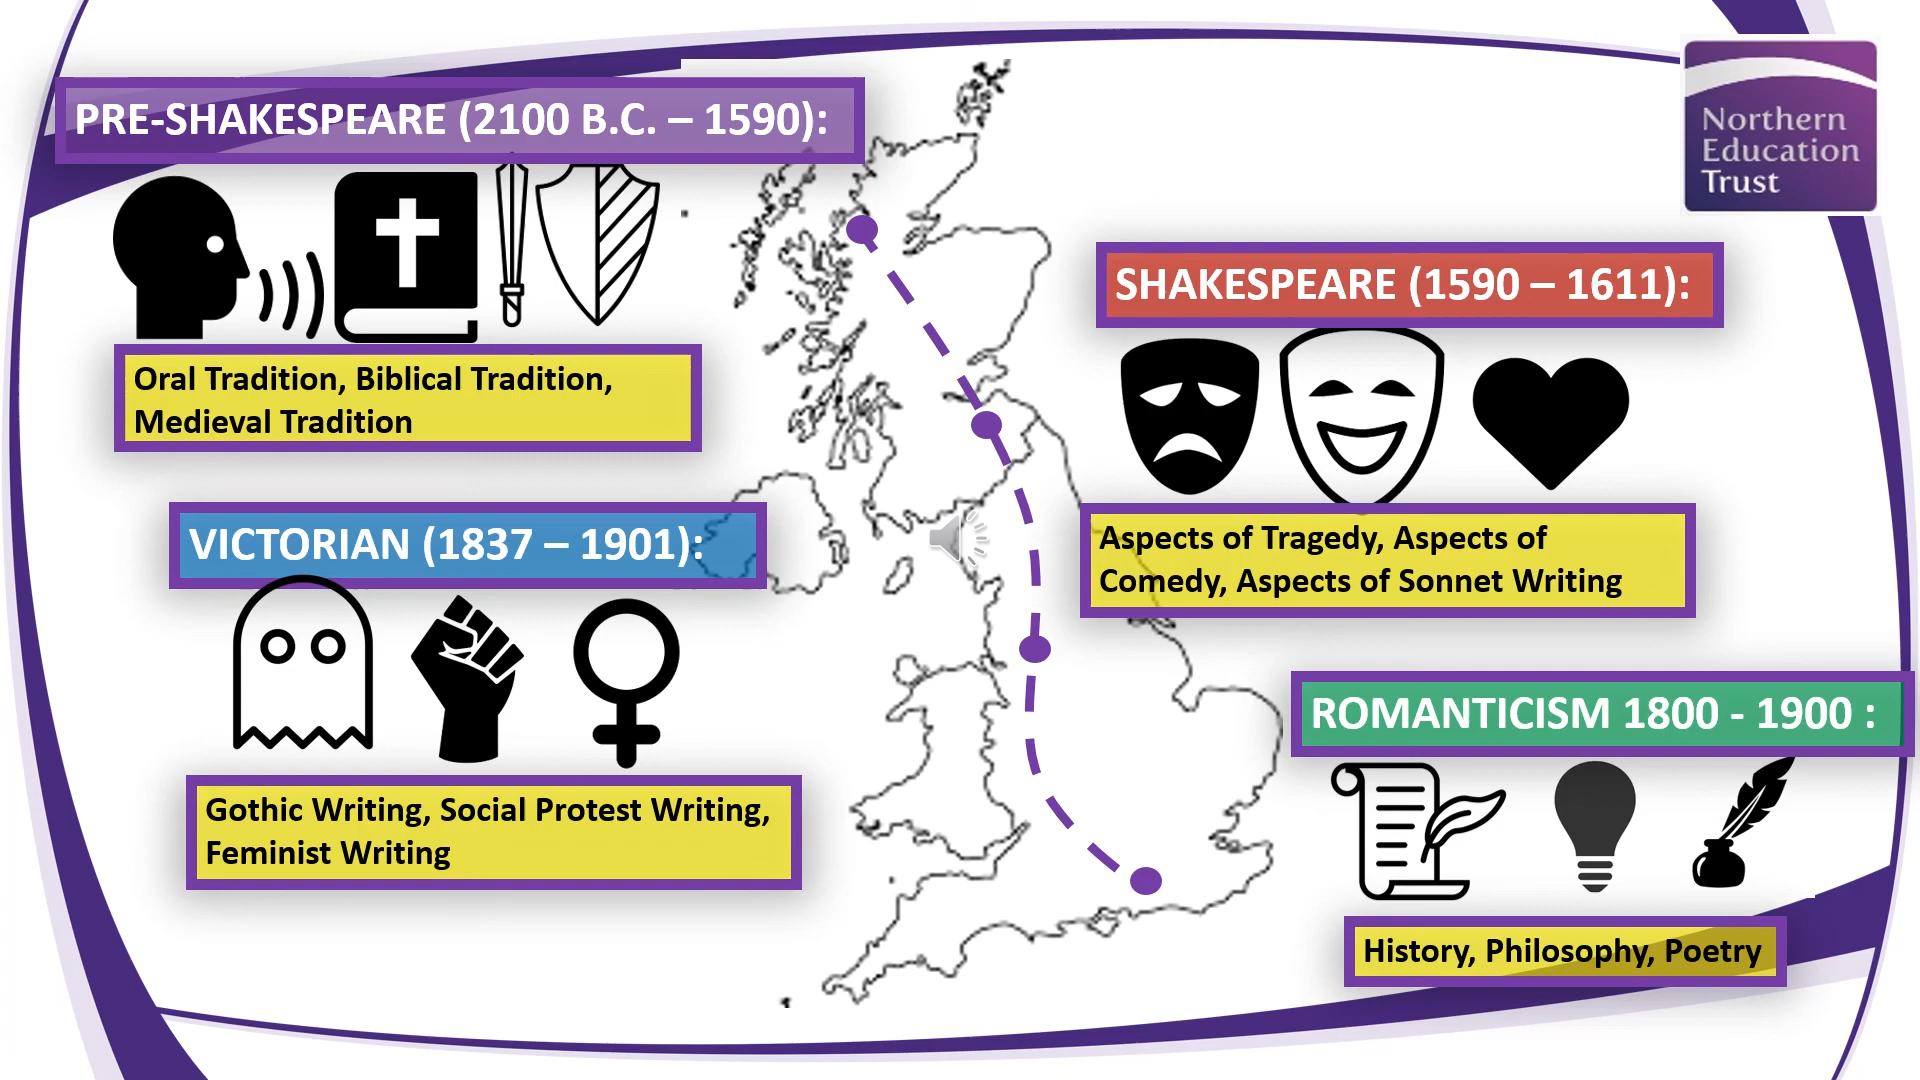 PRE-SHAKESPEARE (2100 B.C. – 1590):
Oral Tradition, Biblical Tradition,
Medieval Tradition
Northern
Education
Trust
SHAKESPEARE (1590 – 1611):
Aspects of Tragedy, Aspects of
Comedy, Aspects of Sonnet Writing
VICTORIAN (1837 – 1901):
Gothic Writing, Social Protest Writing,
Feminist Writing
ROMANTICISM 1800 - 1900 :
History, Philosophy, Poetry